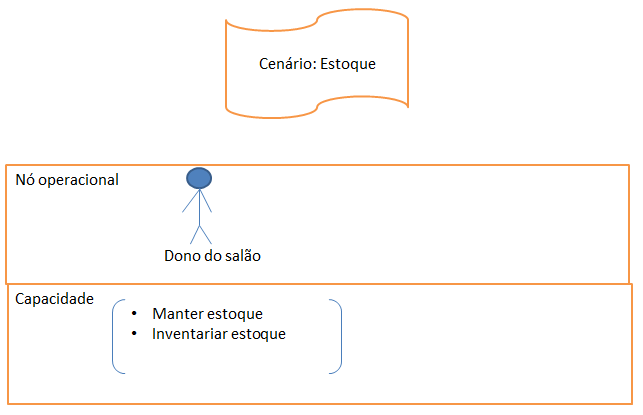 Cenário: Estoque
Nó operacional
Dono do salão
Capacidade
• Manter estoque
• Inventariar estoque